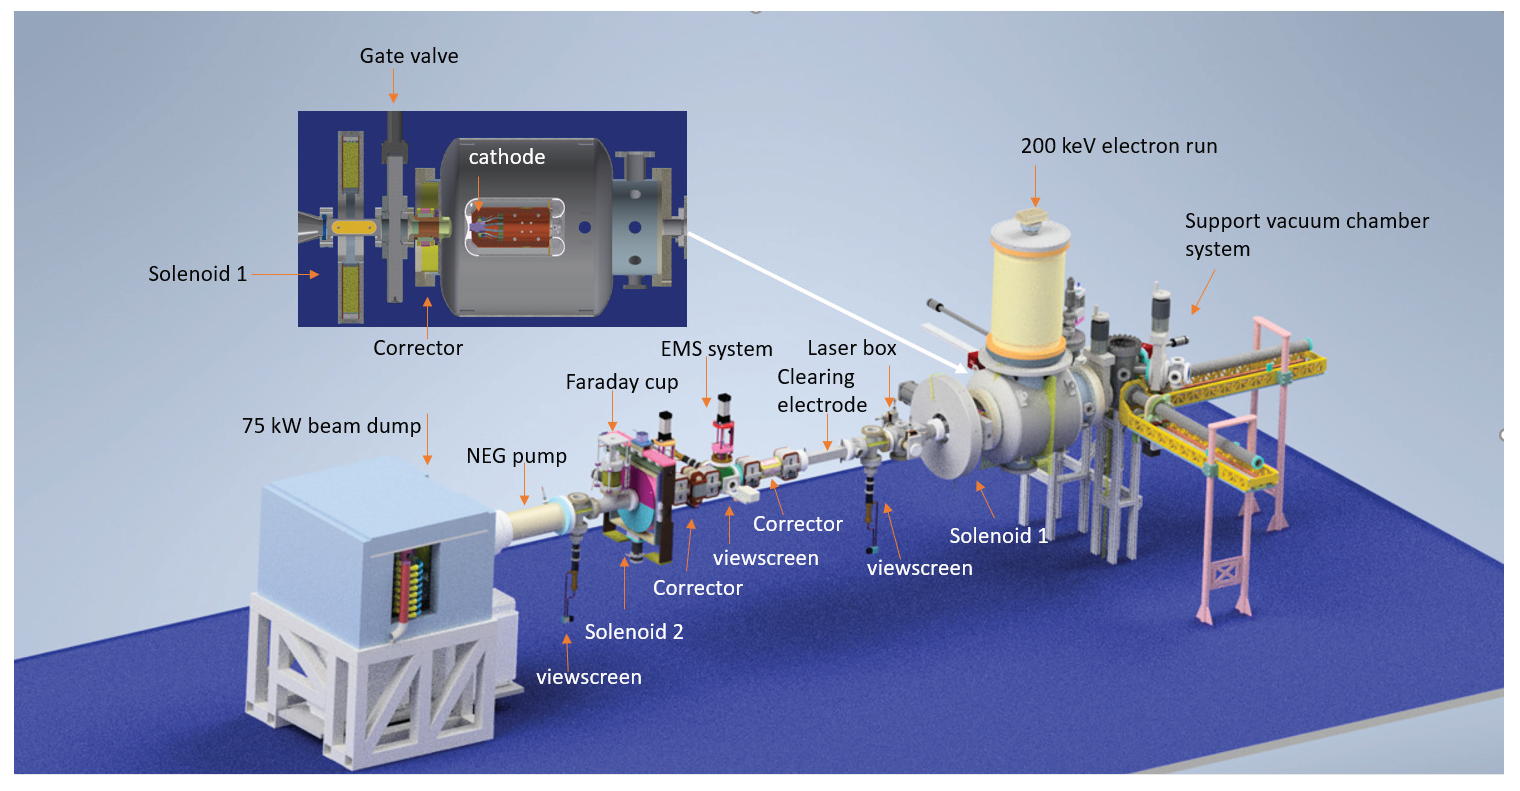 Gate valve
cathode
200 keV electron run
Support vacuum chamber
system
Solenoid 1
Corrector
EMS system
Laser box
Faraday cup
Clearing
electrode
75 kW beam dump
NEG pump
Corrector
Solenoid 1
viewscreen
viewscreen
Corrector
Solenoid 2
viewscreen